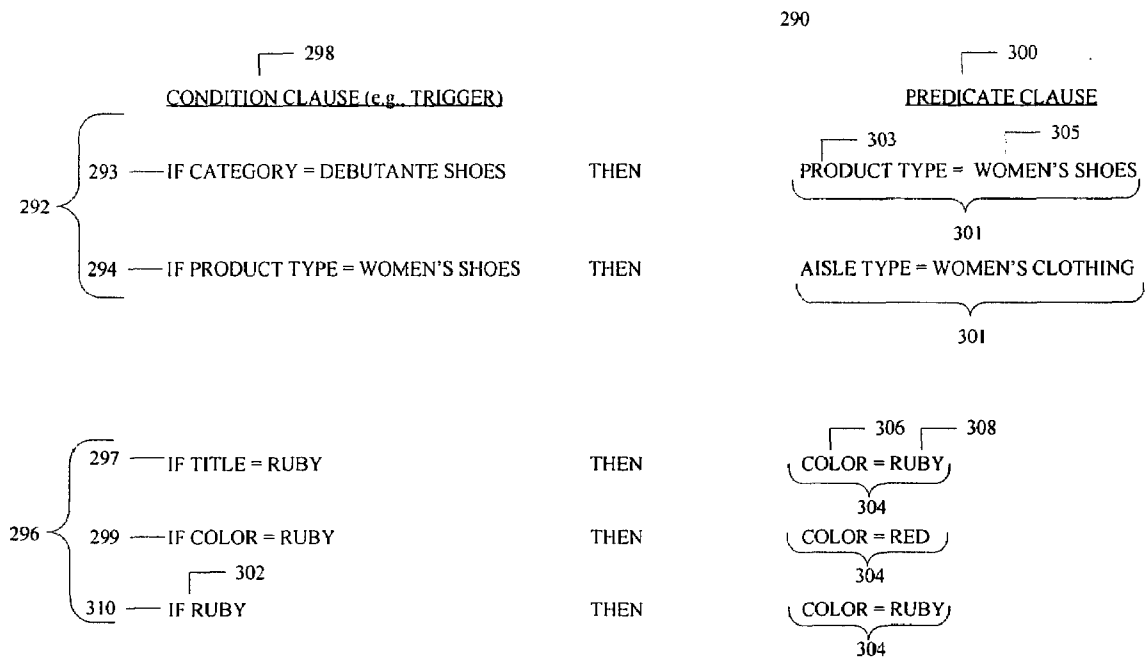 290
298 300
CONDITION CLAUSE (e.g., TRIGGER) PREDICATE CLAUSE
303 305
293 IF CATEGORY = DEBUTANTE SHOES THEN PRODUCT TYPE = WOMEN'S SHOES
292 301
294 IF PRODUCT TYPE = WOMEN'S SHOES THEN AISLE TYPE = WOMEN'S CLOTHING
301
306 308
297 IF TITLE = RUBY THEN COLOR = RUBY
304
296 299 IF COLOR = RUBY THEN COLOR = RED
302 304
310 IF RUBY THEN COLOR = RUBY
304